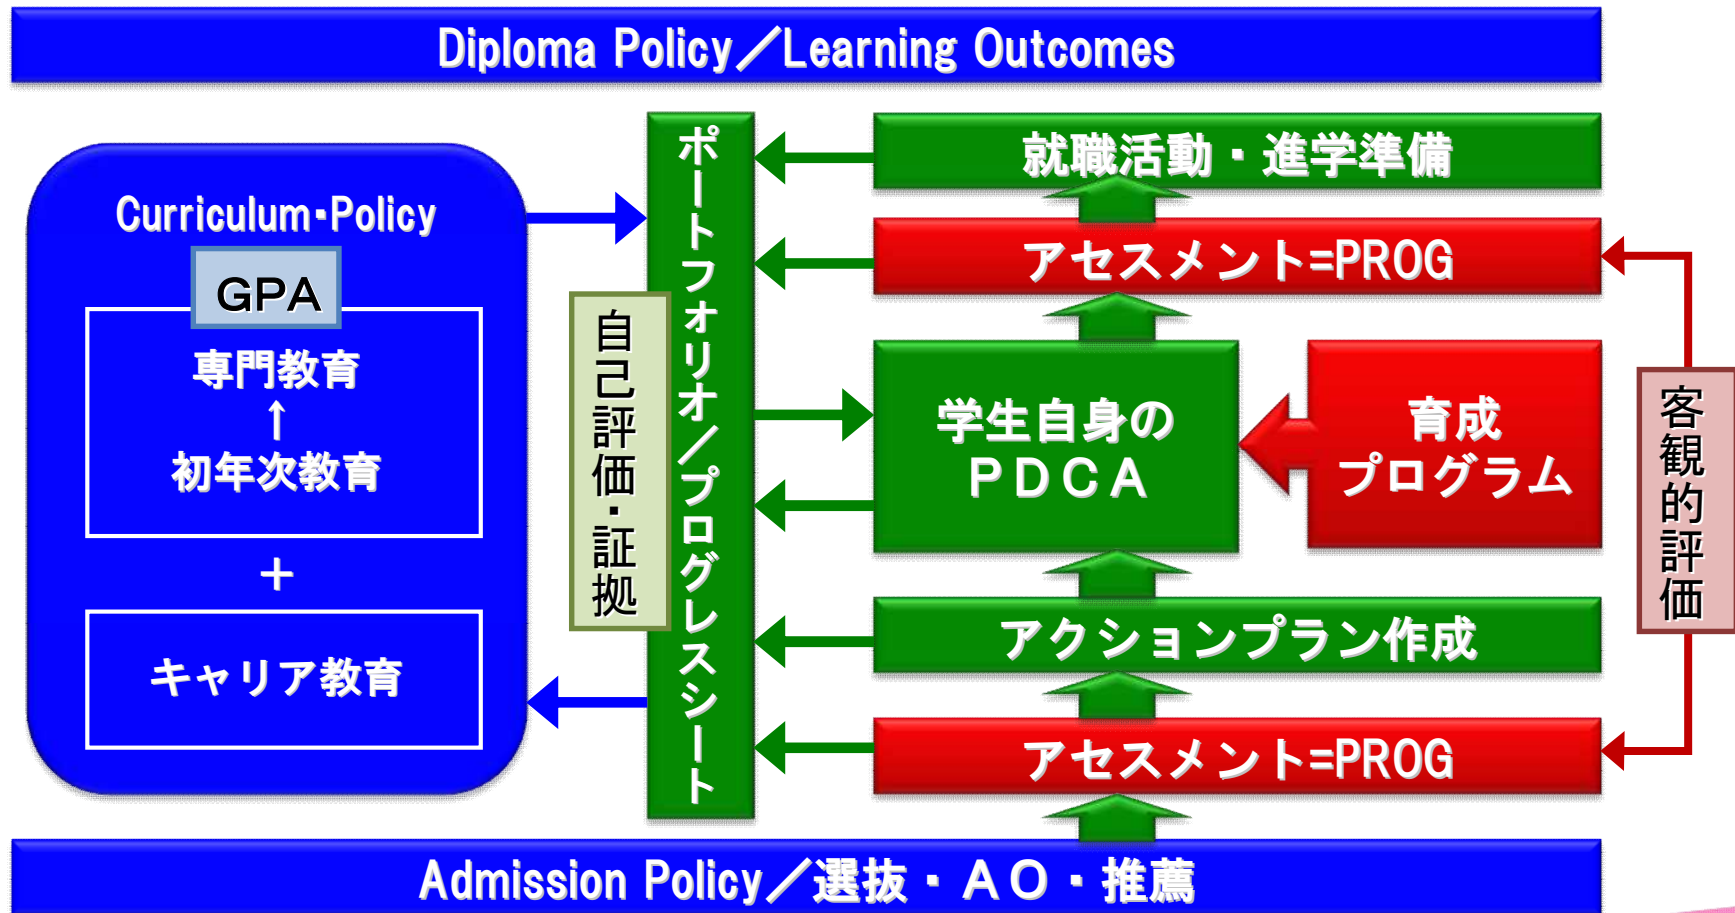 Diploma Policy／Learning Outcomes
Curriculum・Policy
GPA
専門教育
↑
初年次教育
＋
キャリア教育
自己評価・証拠
ポートフォリオ／プログレスシート
就職活動・進学準備
アセスメント=PROG
学生自身の
ＰＤＣＡ
育成
プログラム
アクションプラン作成
アセスメント=PROG
客観的評価
Admission Policy／選抜・ＡＯ・推薦